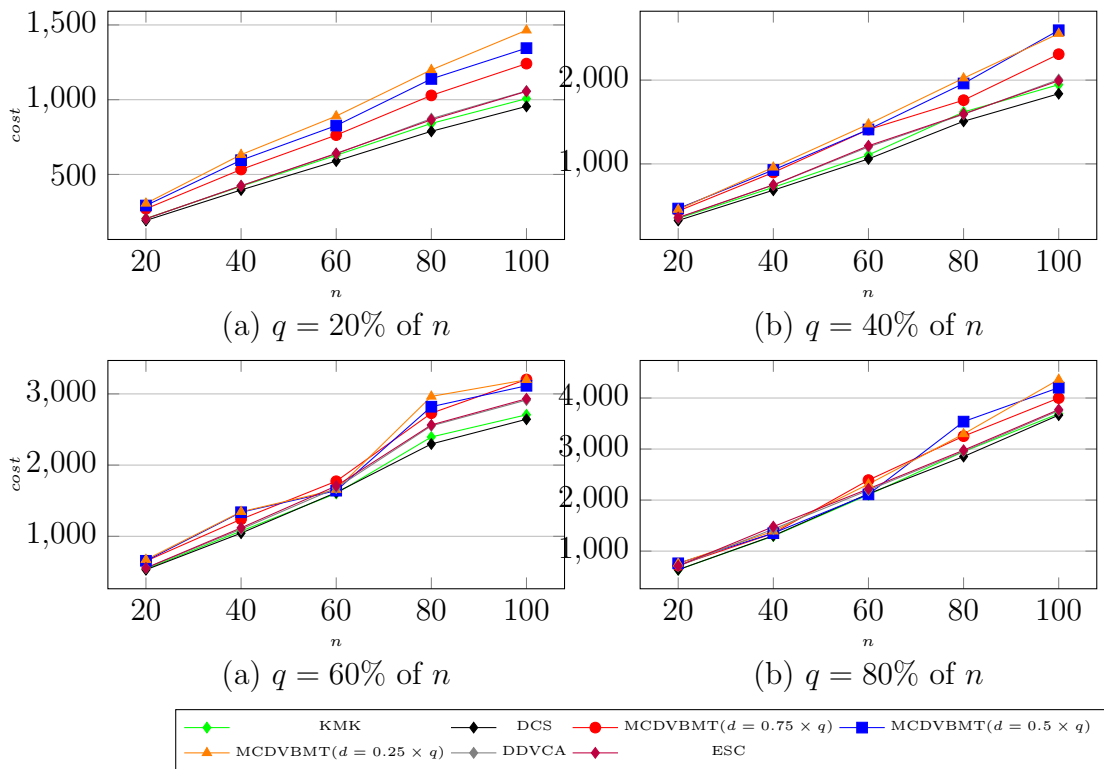 1,500
1,000
500
cost
20 40 60 80 100
n
(a) q = 20% of n
2,000
1,000
20 40 60 80 100
n
(b) q = 40% of n
3,000
2,000
1,000
cost
20 40 60 80 100
n
(a) q = 60% of n
4,000
3,000
2,000
1,000
20 40 60 80 100
n
(b) q = 80% of n
KMK DCS MCDVBMT(d = 0.75 × q) MCDVBMT(d = 0.5 × q)
MCDVBMT(d = 0.25 × q) DDVCA ESC